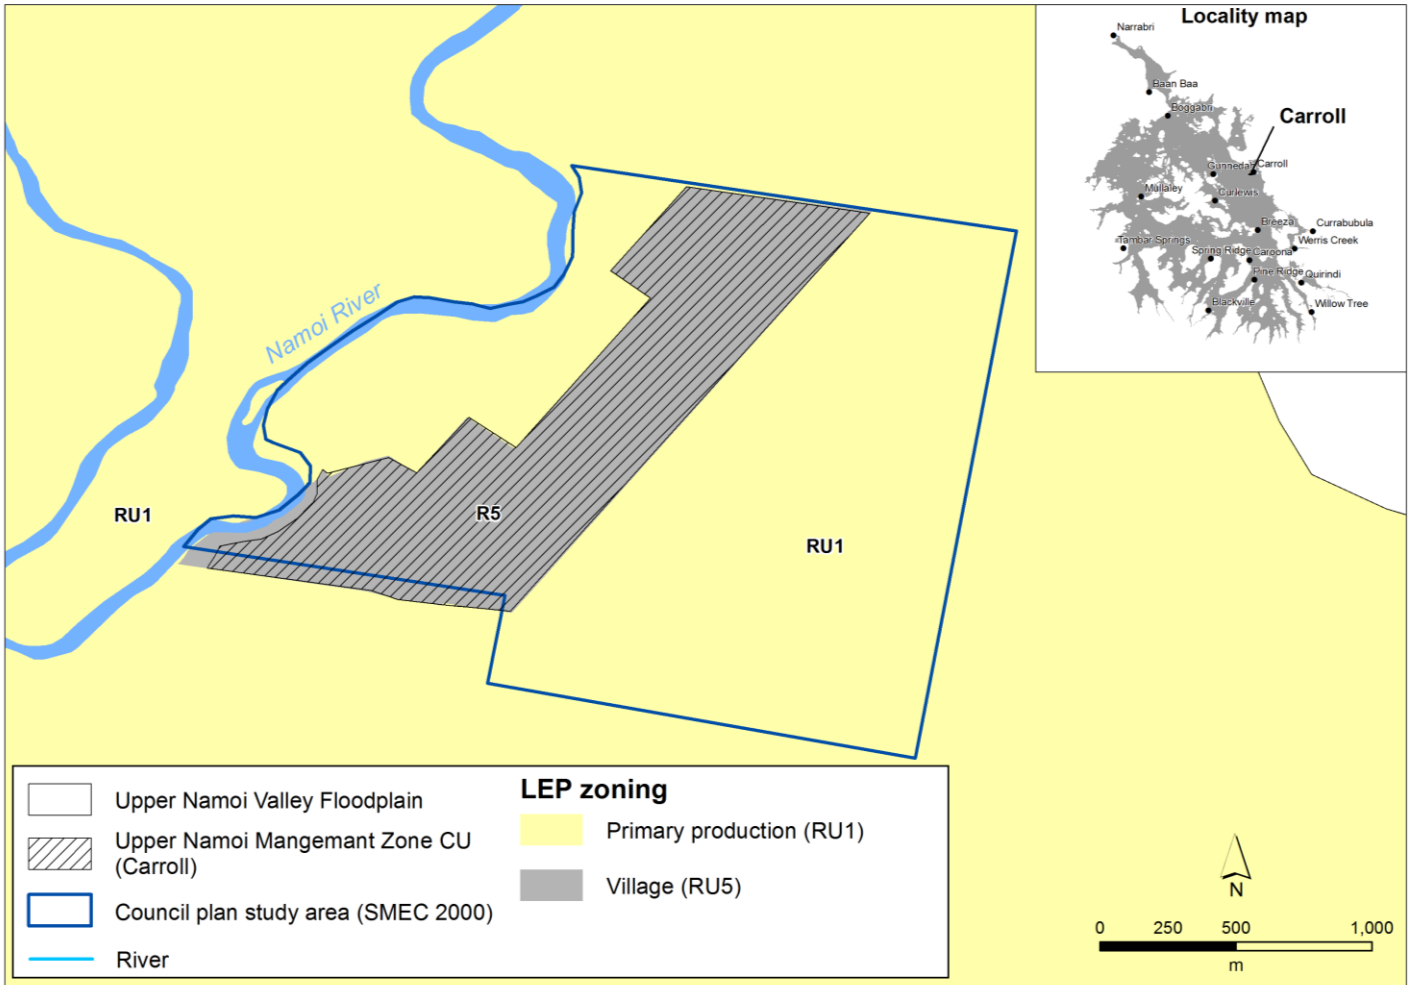 Locality map
Narrabri
Baan Baa
Boggabri
Carroll
Gunnedah
Carroll
Mullaley
Curlewis
Breeza
Currabubula
Tambar Springs
Werris Creek
Spring Ridge
Caroona
Pine Ridge
Quirindi
Blackville
Willow Tree
Namoi River
RU1
R5
RU1
Upper Namoi Valley Floodplain
Upper Namoi Mangemant Zone CU
(Carroll)
Council plan study area (SMEC 2000)
River
LEP zoning
Primary production (RU1)
Village (RU5)
N
0 250 500 1,000
m